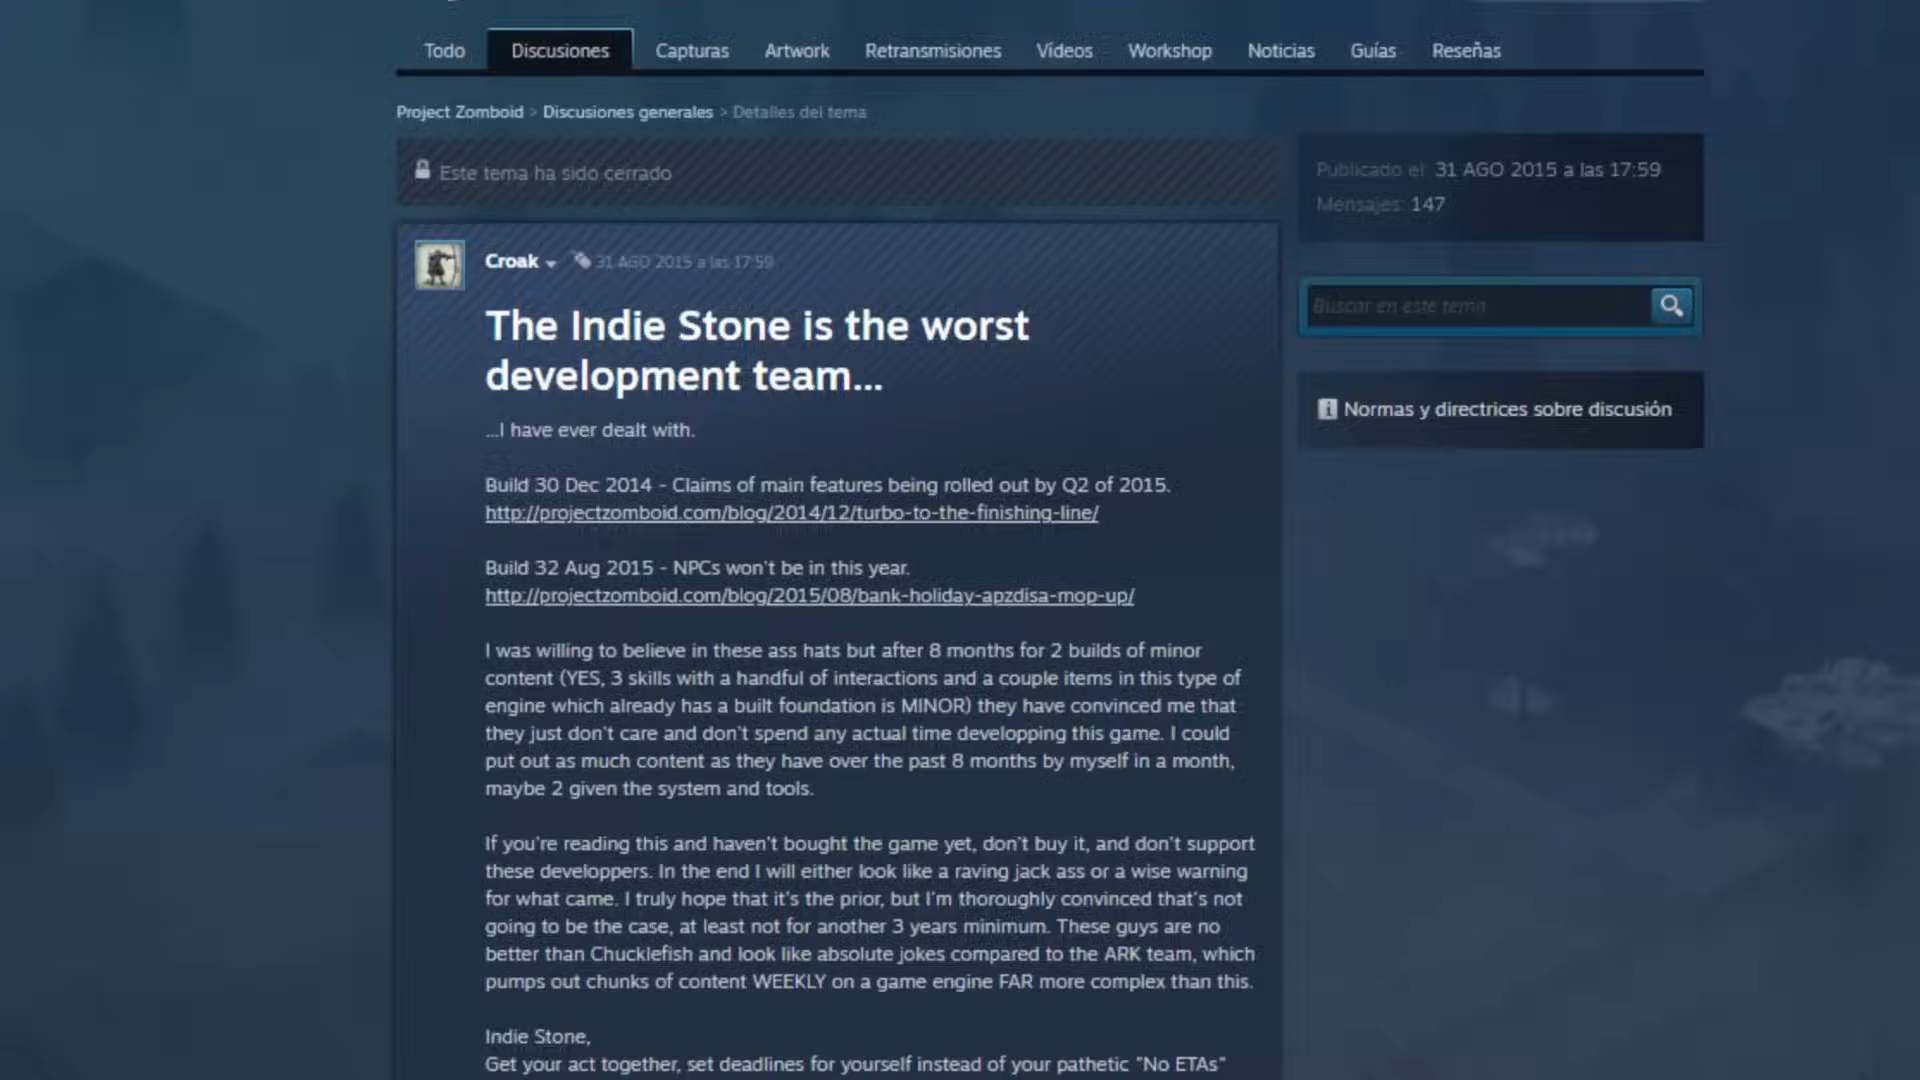 Todo Discusiones Capturas Artwork Retransmisiones Vídeos Workshop Noticias Guías Reseñas
Project Zomboid > Discusiones generales > Detalles del tema
Este tema ha sido cerrado
Publicado el: 31 AGO 2015 a las 17:59
Mensajes: 147
Croak 31 AGO 2015 a las 17:59
Buscar en este tema
The Indie Stone is the worst
development team...
Normas y directrices sobre discusión
...I have ever dealt with.
Build 30 Dec 2014 - Claims of main features being rolled out by Q2 of 2015.
http://projectzomboid.com/blog/2014/12/turbo-to-the-finishing-line/
Build 32 Aug 2015 - NPCs won't be in this year.
http://projectzomboid.com/blog/2015/08/bank-holiday-apzdisa-mop-up/
I was willing to believe in these ass hats but after 8 months for 2 builds of minor
content (YES, 3 skills with a handful of interactions and a couple items in this type of
engine which already has a built foundation is MINOR) they have convinced me that
they just don't care and don't spend any actual time developping this game. I could
put out as much content as they have over the past 8 months by myself in a month,
maybe 2 given the system and tools.
If you're reading this and haven't bought the game yet, don't buy it, and don't support
these developpers. In the end I will either look like a raving jack ass or a wise warning
for what came. I truly hope that it's the prior, but I'm thoroughly convinced that's not
going to be the case, at least not for another 3 years minimum. These guys are no
better than Chucklefish and look like absolute jokes compared to the ARK team, which
pumps out chunks of content WEEKLY on a game engine FAR more complex than this.
Indie Stone,
Get your act together, set deadlines for yourself instead of your pathetic "No ETAs"